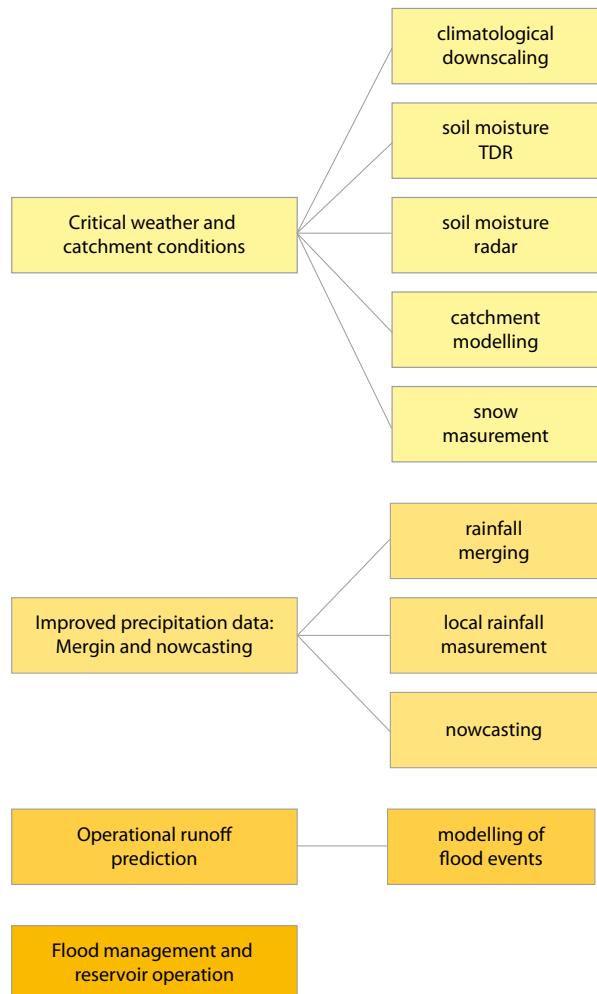 climatological
downscaling
soil moisture
TDR
Critical weather and
catchment conditions
soil moisture
radar
catchment
modelling
snow
masurement
rainfall
merging
Improved precipitation data:
Mergin and nowcasting
local rainfall
masurement
nowcasting
Operational runoff
prediction
modelling of
flood events
Flood management and
reservoir operation